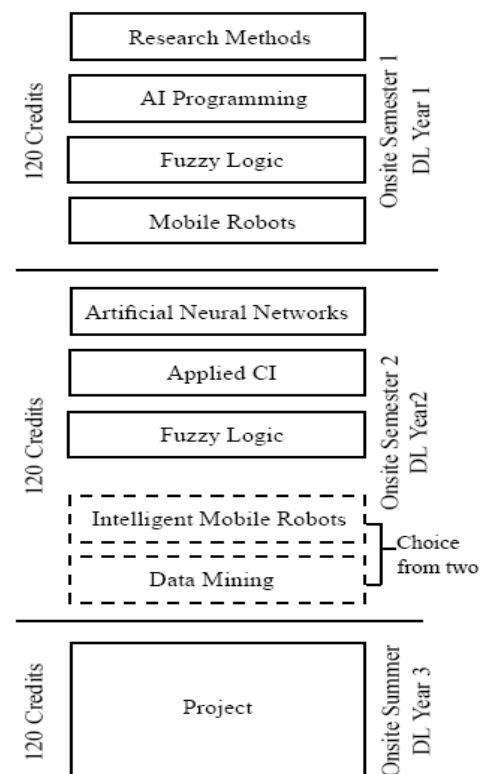 Research Methods
AI Programming
Fuzzy Logic
Mobile Robots
120 Credits
Onsite Semester 1
DL Year 1
Artificial Neural Networks
Applied CI
Fuzzy Logic
Intelligent Mobile Robots
Data Mining
120 Credits
Onsite Semester 2
DL Year2
Choice
from two
Project
120 Credits
Onsite Summer
DL Year 3